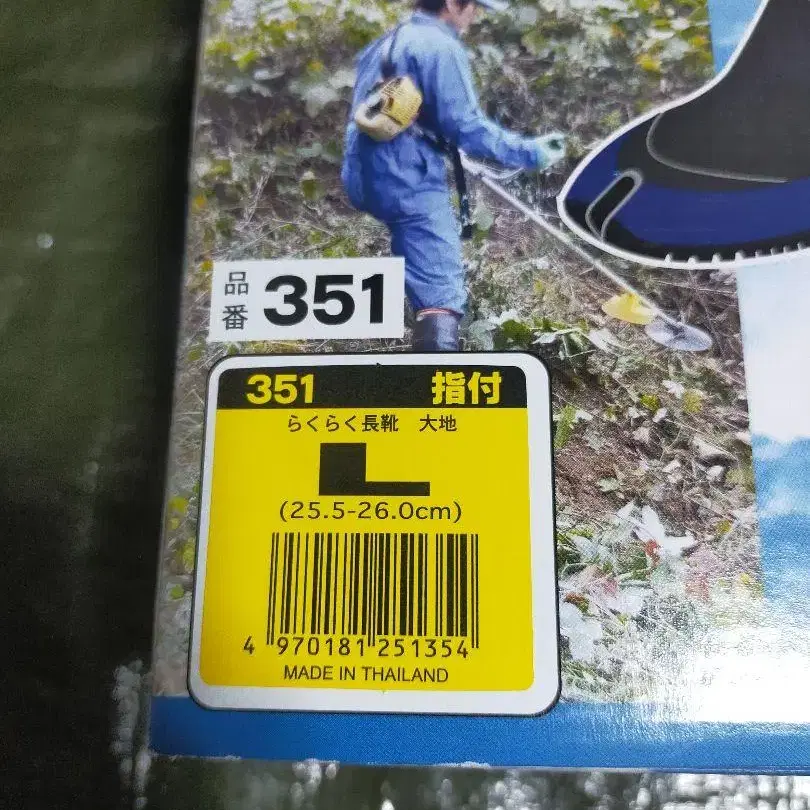 品番 351
351 指付
らくらく長靴 大地
L
(25.5-26.0cm)
4 970181 251354
MADE IN THAILAND